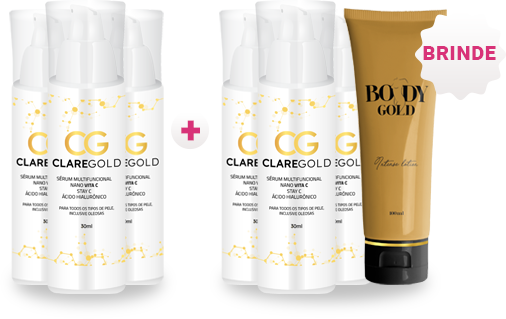 CG
CLAREGOLD
SÉRUM MULTIFUNCIONAL
NANO VITA C
STAY C
ÁCIDO HIALURÔNICO
PARA TODOS OS TIPOS DE PELE,
INCLUSIVE OLEOSAS
30ml
+
CG
CLAREGOLD
SÉRUM MULTIFUNCIONAL
NANO VITA C
STAY C
ÁCIDO HIALURÔNICO
PARA TODOS OS TIPOS DE PELE,
INCLUSIVE OLEOSAS
30ml
BRINDE
BODY
GOLD
Intense lotion